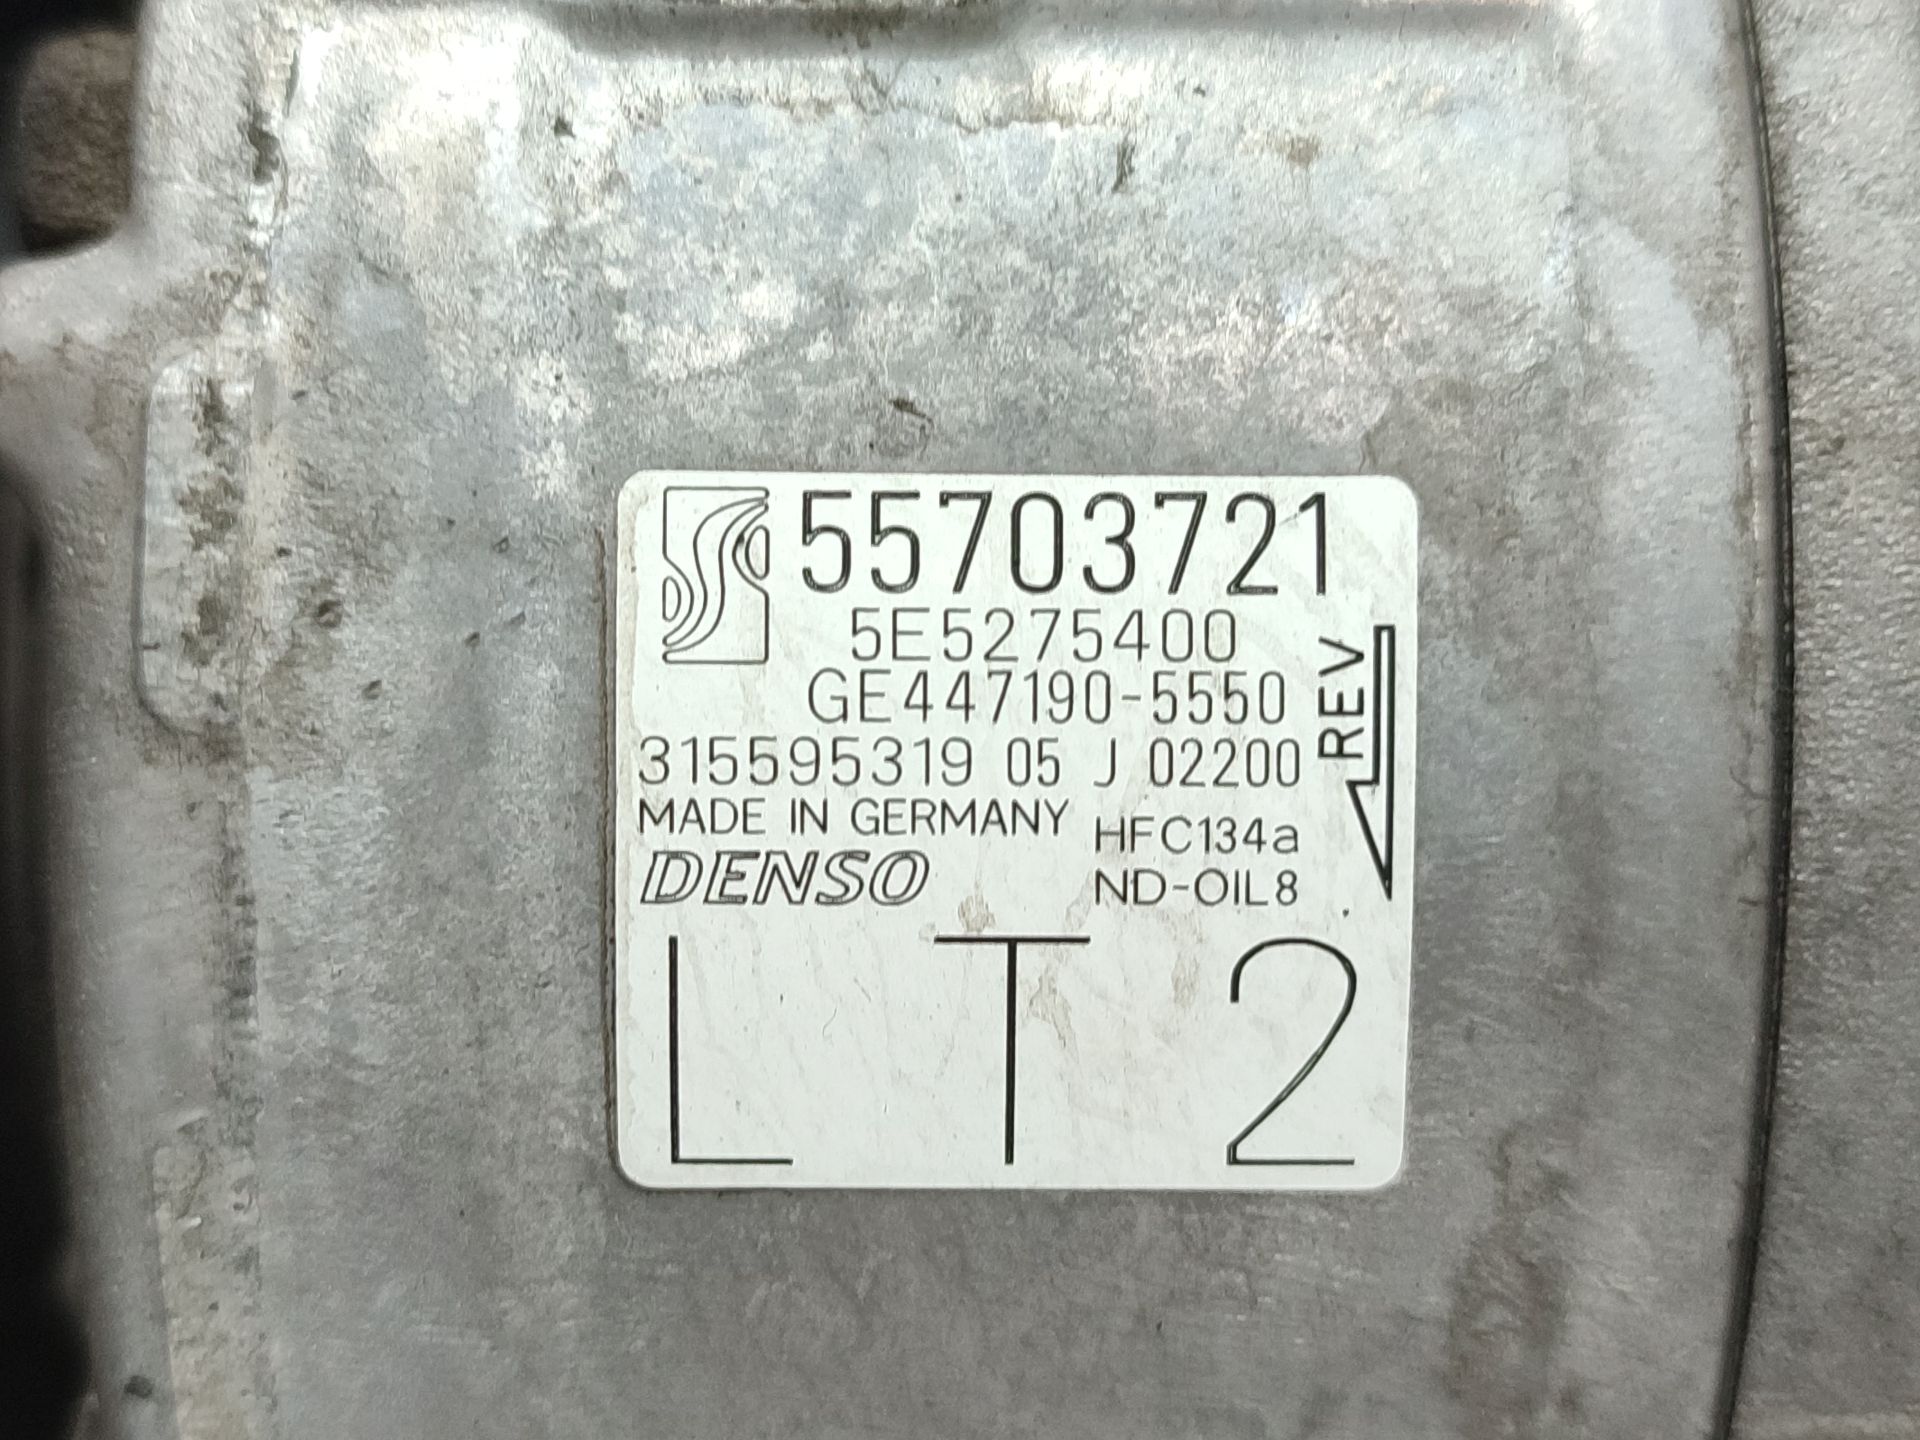 55703721
5E5275400
GE447190-5550
315595319 05 J 02200
REV
MADE IN GERMANY
HFC134a
DENSO
ND-OIL8
LT2